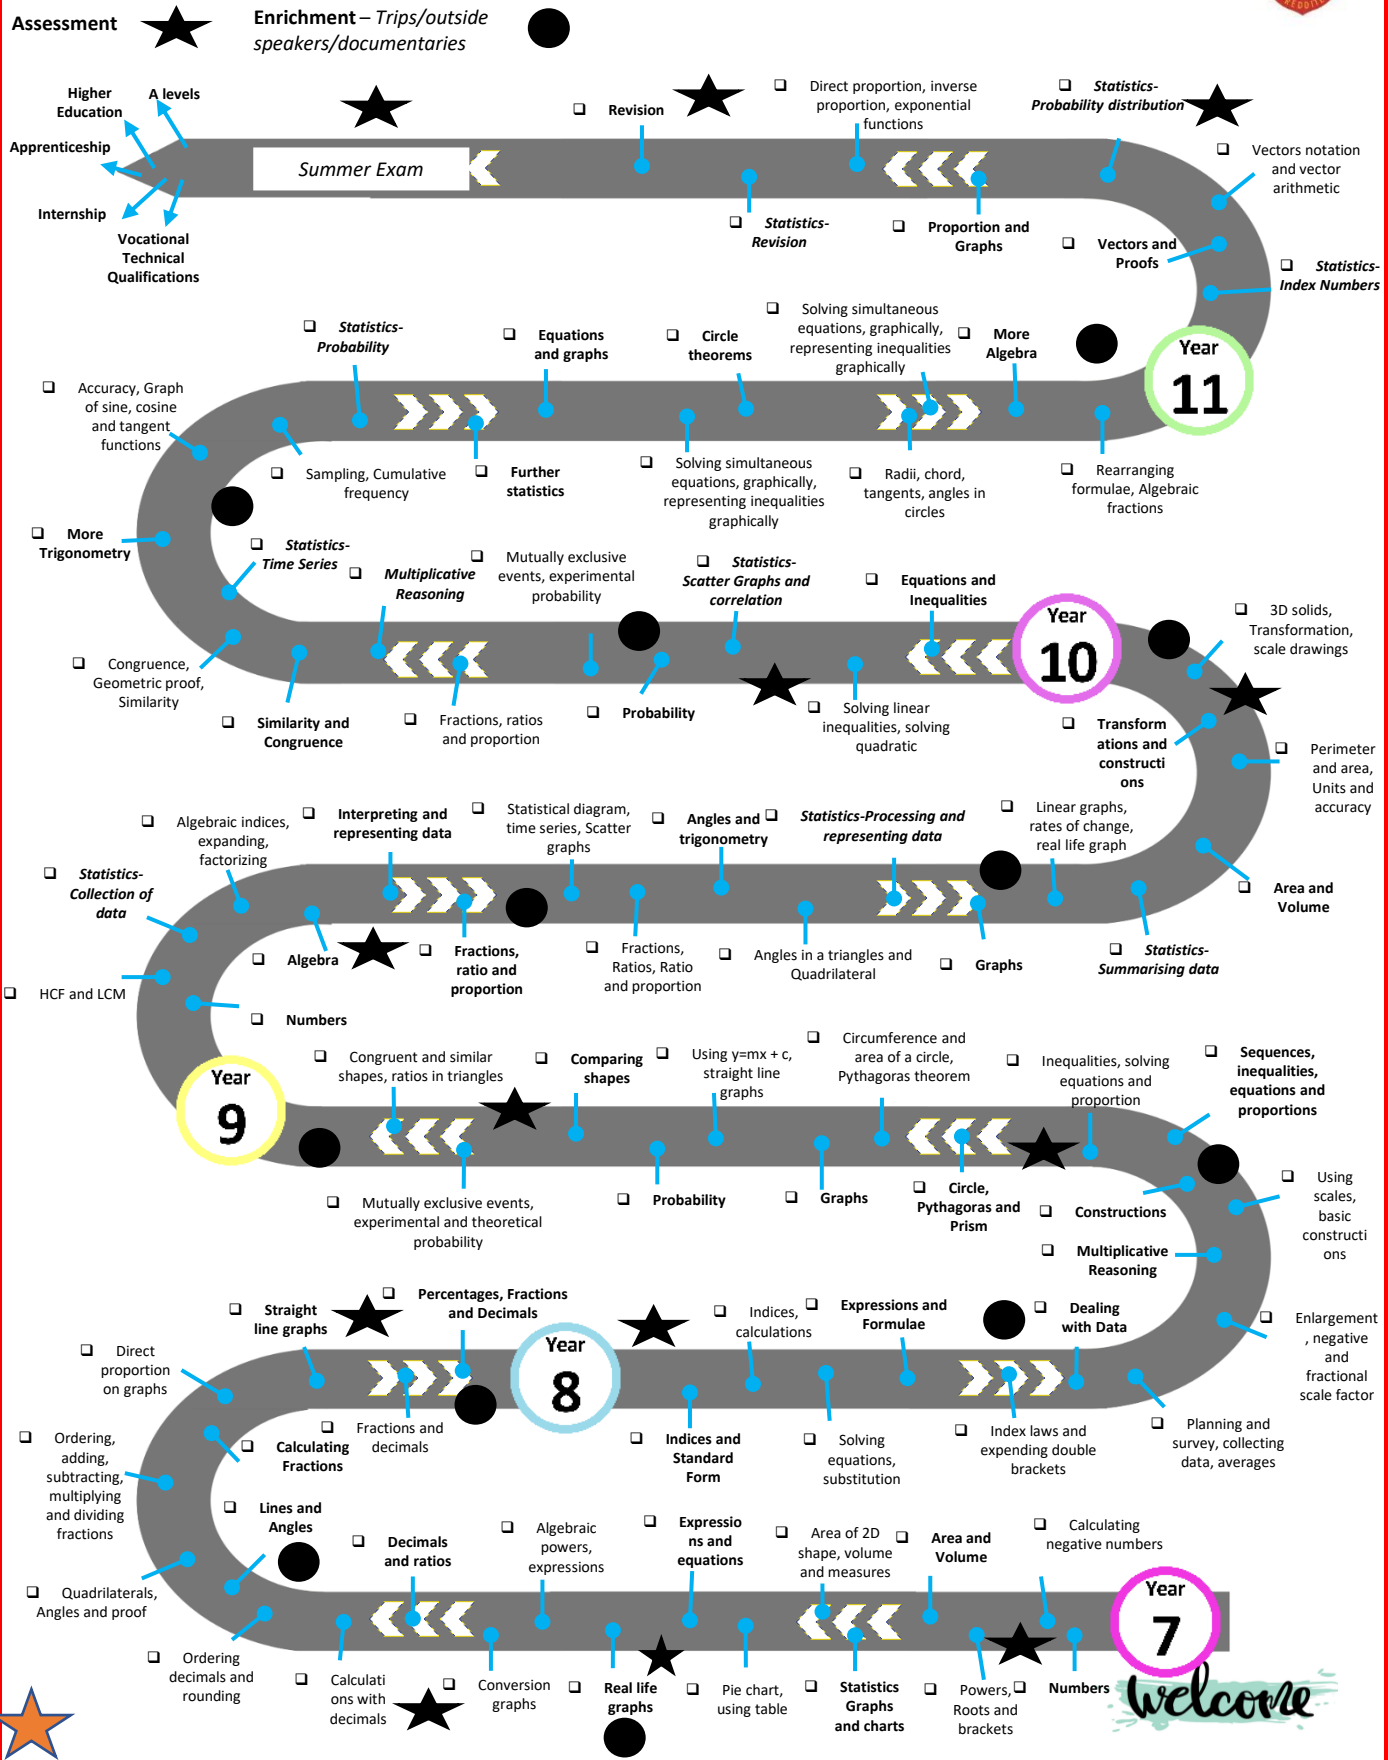 REDDITE
Assessment
Enrichment – Trips/outside
speakers/documentaries
Higher
Education
A levels
Apprenticeship
Internship
Vocational
Technical
Qualifications
Summer Exam
❑ Revision
❑ Statistics-
Revision
❑ Direct proportion, inverse
proportion, exponential
functions
❑ Proportion and
Graphs
❑ Statistics-
Probability distribution
❑ Vectors notation
and vector
arithmetic
❑ Vectors and
Proofs
❑ Statistics-
Index Numbers
Year
11
❑ Statistics-
Probability
❑ Equations
and graphs
❑ Circle
theorems
❑ Solving simultaneous
equations, graphically,
representing inequalities
graphically
❑ More
Algebra
❑ Accuracy, Graph
of sine, cosine
and tangent
functions
❑ Sampling, Cumulative
frequency
❑ Further
statistics
❑ Solving simultaneous
equations, graphically,
representing inequalities
graphically
❑ Radii, chord,
tangents, angles in
circles
❑ Rearranging
formulae, Algebraic
fractions
❑ More
Trigonometry
❑ Statistics-
Time Series
❑ Multiplicative
Reasoning
❑ Mutually exclusive
events, experimental
probability
❑ Statistics-
Scatter Graphs and
correlation
❑ Equations and
Inequalities
Year
10
❑ 3D solids,
Transformation,
scale drawings
❑ Congruence,
Geometric proof,
Similarity
❑ Similarity and
Congruence
❑ Fractions, ratios
and proportion
❑ Probability
❑ Solving linear
inequalities, solving
quadratic
❑ Transform
ations and
constructi
ons
❑ Perimeter
and area,
Units and
accuracy
❑ Algebraic indices,
expanding,
factorizing
❑ Interpreting and
representing data
❑ Statistical diagram,
time series, Scatter
graphs
❑ Angles and
trigonometry
❑ Statistics-Processing and
representing data
❑ Linear graphs,
rates of change,
real life graph
❑ Area and
Volume
❑ Statistics-
Collection of
data
❑ Algebra
❑ Fractions,
ratio and
proportion
❑ Fractions,
Ratios, Ratio
and proportion
❑ Angles in a triangles and
Quadrilateral
❑ Graphs
❑ Statistics-
Summarising data
❑ HCF and LCM
❑ Numbers
Year
9
❑ Congruent and similar
shapes, ratios in triangles
❑ Comparing
shapes
❑ Using y=mx + c,
straight line
graphs
❑ Circumference and
area of a circle,
Pythagoras theorem
❑ Inequalities, solving
equations and
proportion
❑ Sequences,
inequalities,
equations and
proportions
❑ Mutually exclusive events,
experimental and theoretical
probability
❑ Probability
❑ Graphs
❑ Circle,
Pythagoras and
Prism
❑ Constructions
❑ Using
scales,
basic
constructi
ons
❑ Multiplicative
Reasoning
❑ Straight
line graphs
❑ Percentages, Fractions
and Decimals
Year
8
❑ Indices,
calculations
❑ Expressions and
Formulae
❑ Dealing
with Data
❑ Enlargement
, negative
and
fractional
scale factor
❑ Direct
proportion
on graphs
❑ Calculating
Fractions
❑ Fractions and
decimals
❑ Indices and
Standard
Form
❑ Solving
equations,
substitution
❑ Index laws and
expending double
brackets
❑ Planning and
survey, collecting
data, averages
❑ Ordering,
adding,
subtracting,
multiplying
and dividing
fractions
❑ Lines and
Angles
❑ Decimals
and ratios
❑ Algebraic
powers,
expressions
❑ Expressio
ns and
equations
❑ Area of 2D
shape, volume
and measures
❑ Area and
Volume
❑ Calculating
negative numbers
Year
7
❑ Quadrilaterals,
Angles and proof
❑ Ordering
decimals and
rounding
❑ Calculati
ons with
decimals
❑ Conversion
graphs
❑ Real life
graphs
❑ Pie chart,
using table
❑ Statistics
Graphs
and charts
❑ Powers,
Roots and
brackets
❑ Numbers
welcome